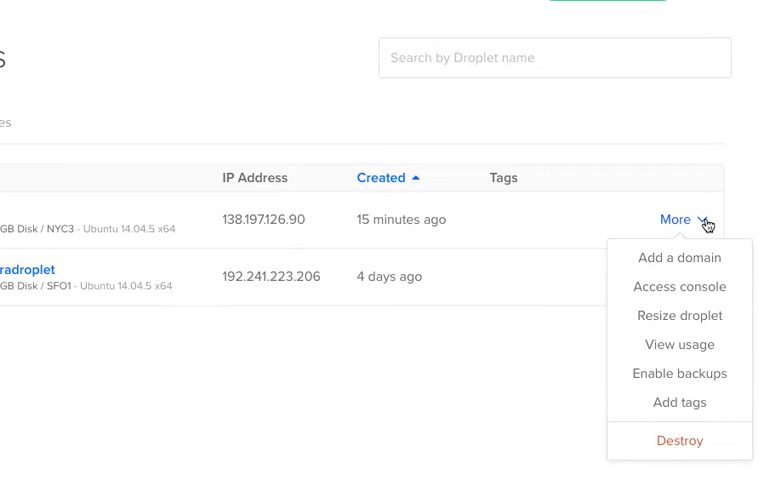 s
Search by Droplet name
es
IP Address Created Tags
138.197.126.90 15 minutes ago More
GB Disk / NYC3 - Ubuntu 14.04.5 x64
Add a domain
radroplet
192.241.223.206 4 days ago
GB Disk / SFO1 - Ubuntu 14.04.5 x64
Access console
Resize droplet
View usage
Enable backups
Add tags
Destroy